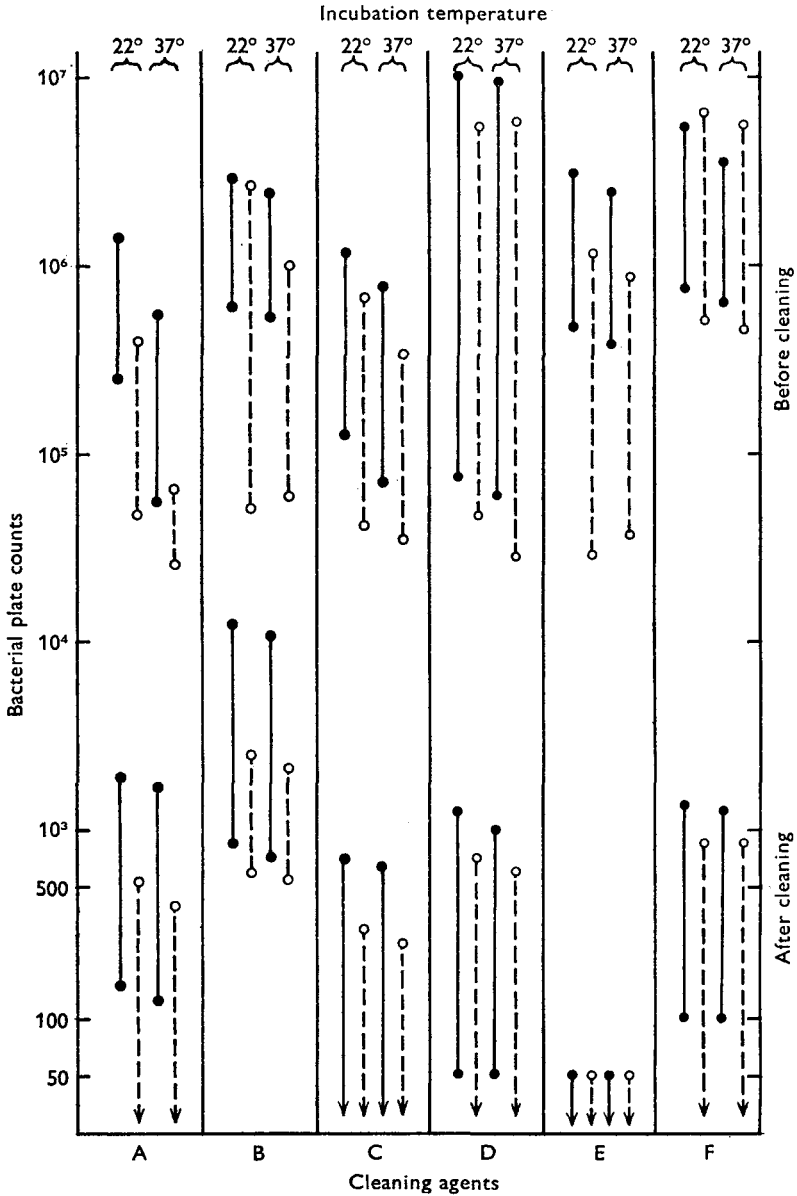 Incubation temperature
22° 37° 22° 37° 22° 37° 22° 37° 22° 37° 22° 37°
10⁷
10⁶
10⁵
10⁴
10³
500
100
50
Bacterial plate counts
Before cleaning
After cleaning
A B C D E F
Cleaning agents